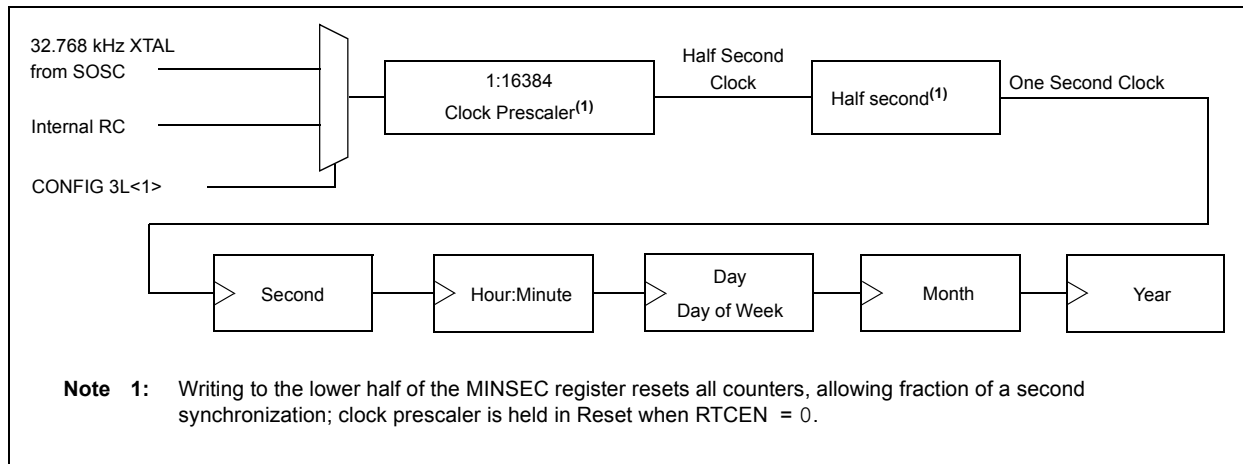 32.768 kHz XTAL
from SOSC
Internal RC
CONFIG 3L<1>
1:16384
Clock Prescaler(1)
Half Second
Clock
Half second(1)
One Second Clock
Second
Hour:Minute
Day
Day of Week
Month
Year
Note 1: Writing to the lower half of the MINSEC register resets all counters, allowing fraction of a second
synchronization; clock prescaler is held in Reset when RTCEN = 0.